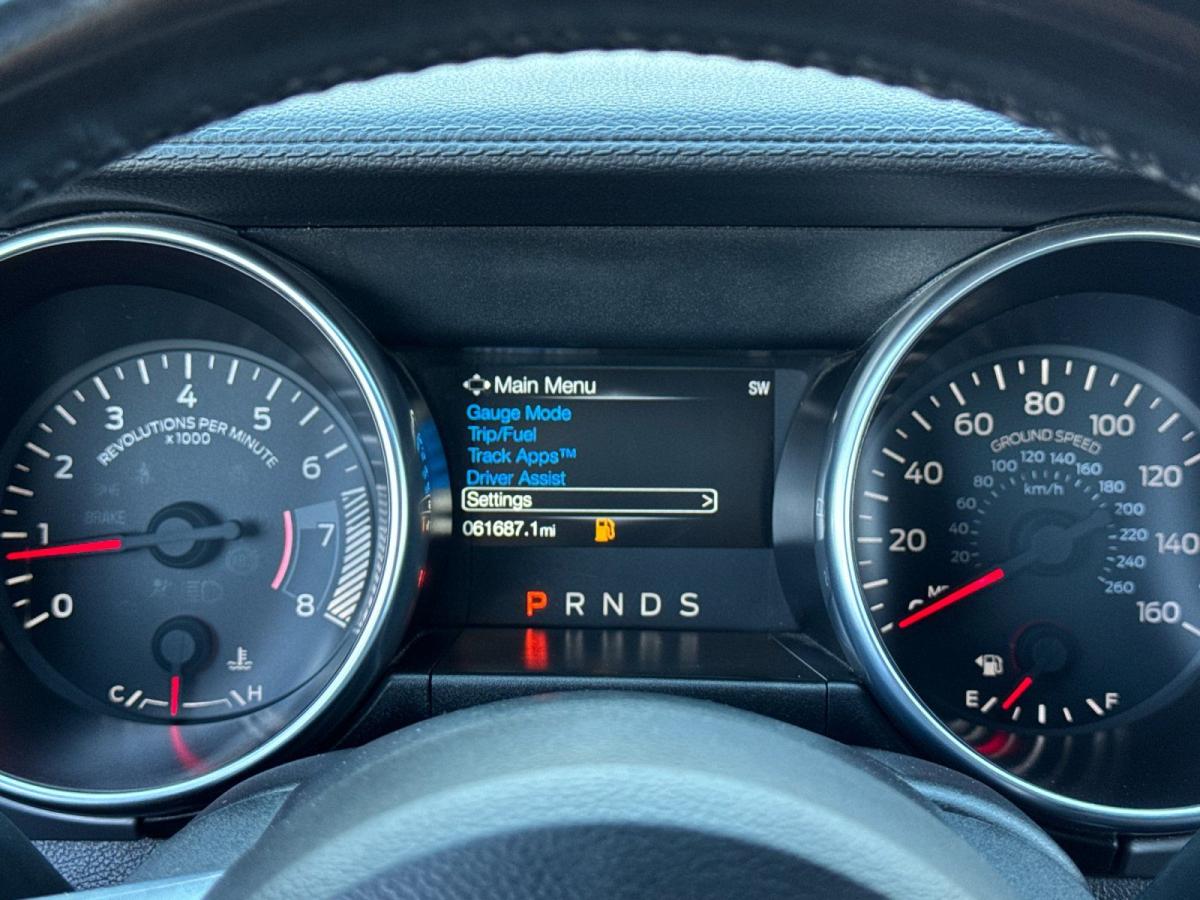 Main Menu SW
Gauge Mode
Trip/Fuel
Track Apps™
Driver Assist
Settings >
061687.1 mi
P R N D S
0 1 2 3 4 5 6 7 8
REVOLUTIONS PER MINUTE
x1000
BRAKE
C H
20 40 60 80 100 120 140 160
GROUND SPEED
20 40 60 80 100 120 140 160 180 200 220 240 260
km/h
E F